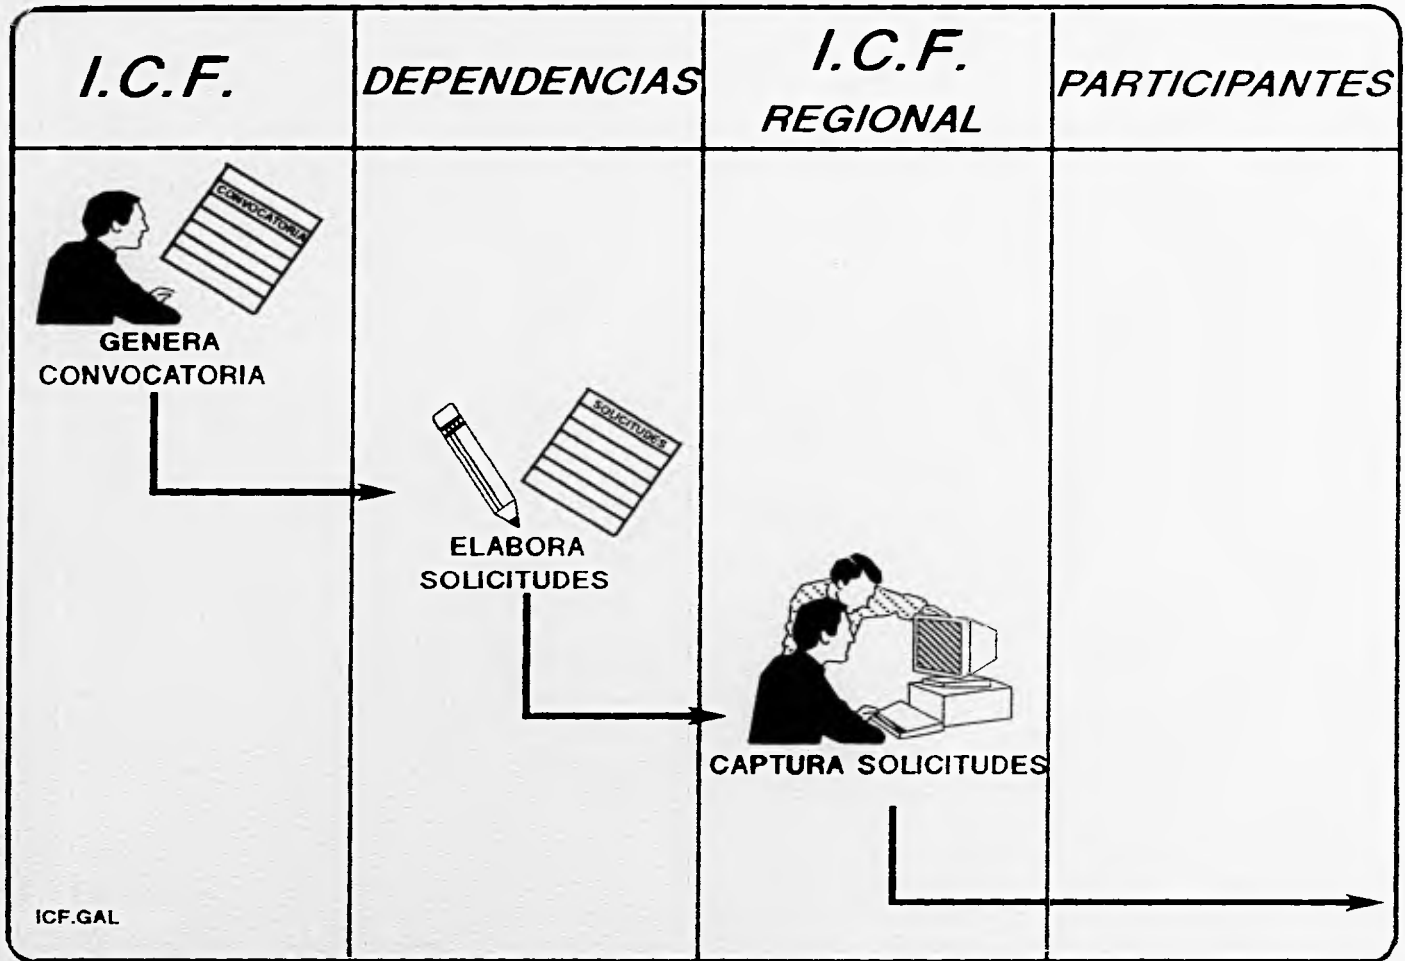 I.C.F.
DEPENDENCIAS
I.C.F.
REGIONAL
PARTICIPANTES
CONVOCATORIA
GENERA
CONVOCATORIA
SOLICITUDES
ELABORA
SOLICITUDES
CAPTURA SOLICITUDES
ICF.GAL